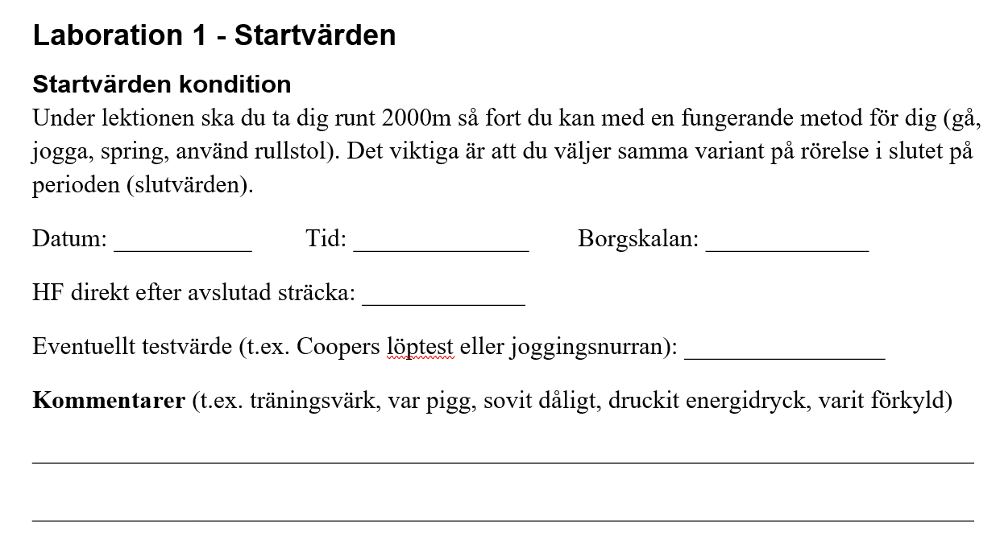 Laboration 1 - Startvärden
Startvärden kondition
Under lektionen ska du ta dig runt 2000m så fort du kan med en fungerande metod för dig (gå,
jogga, spring, använd rullstol). Det viktiga är att du väljer samma variant på rörelse i slutet på
perioden (slutvärden).
Datum: ___________ Tid: ______________ Borgskalan: _____________
HF direkt efter avslutad sträcka: _____________
Eventuellt testvärde (t.ex. Coopers löptest eller joggingsnurran): ________________
Kommentarer (t.ex. träningsvärk, var pigg, sovit dåligt, druckit energidryck, varit förkyld)